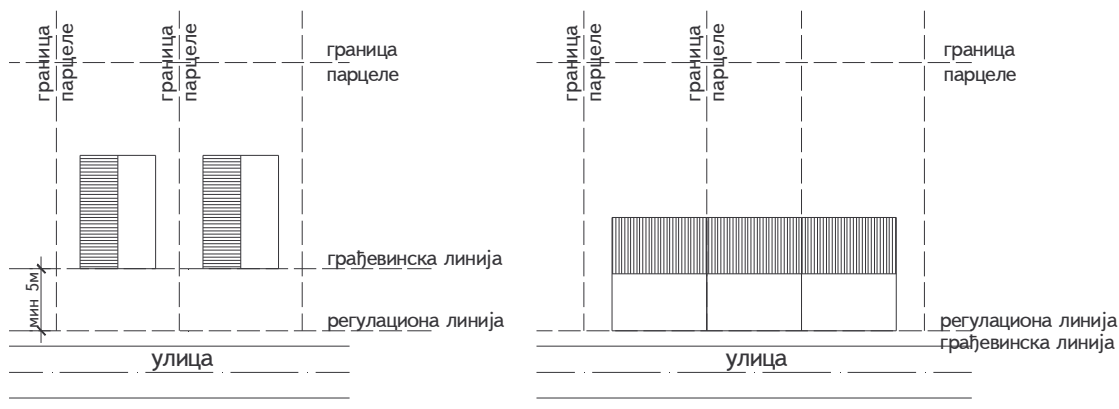 граница
парцеле
граница
парцеле
граница
парцеле
грађевинска линија
мин 5м
регулациона линија
улица
граница
парцеле
граница
парцеле
граница
парцеле
регулациона линија
грађевинска линија
улица